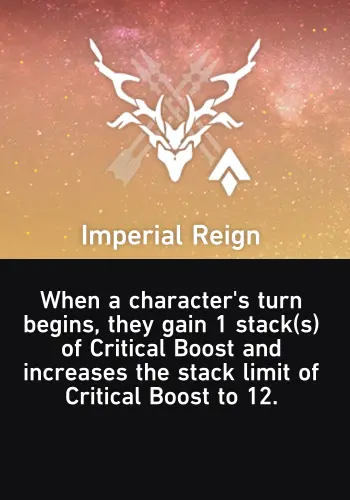 Imperial Reign
When a character's turn
begins, they gain 1 stack(s)
of Critical Boost and
increases the stack limit of
Critical Boost to 12.